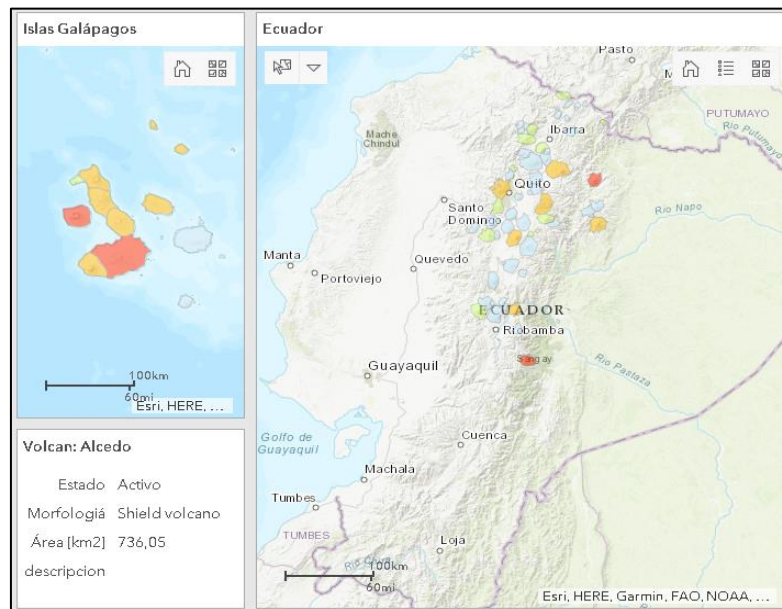 Islas Galápagos
100km
60mi
Esri, HERE, ...
Volcan: Alcedo
Estado Activo
Morfologiá Shield volcano
Área [km2] 736,05
descripcion
Ecuador
Pasto
PUTUMAYO
Rio Putumayo
Mache
Chindul
Ibarra
Quito
Santo
Domingo
Rio Napo
Manta
Portoviejo
Quevedo
ECUADOR
Riobamba
Sangay
Rio Pastaza
Guayaquil
Golfo de
Guayaquil
Cuenca
Machala
Tumbes
TUMBES
Loja
100km
60mi
Esri, HERE, Garmin, FAO, NOAA, ...